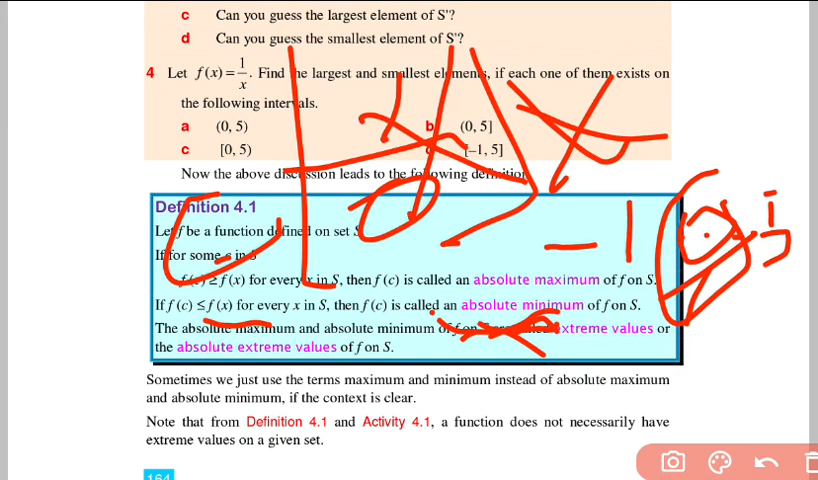 c Can you guess the largest element of S'?
d Can you guess the smallest element of S'?
4 Let f(x) = 1/x. Find the largest and smallest elements, if each one of them exists on
the following intervals.
a (0, 5) b (0, 5]
c [0, 5) [–1, 5]
Now the above discussion leads to the following definition
Definition 4.1
Let f be a function defined on set S
If for some c in S
f(c) ≥ f(x) for every x in S, then f(c) is called an absolute maximum of f on S.
If f(c) ≤ f(x) for every x in S, then f(c) is called an absolute minimum of f on S.
The absolute maximum and absolute minimum of f on extreme values or
the absolute extreme values of f on S.
Sometimes we just use the terms maximum and minimum instead of absolute maximum
and absolute minimum, if the context is clear.
Note that from Definition 4.1 and Activity 4.1, a function does not necessarily have
extreme values on a given set.
164